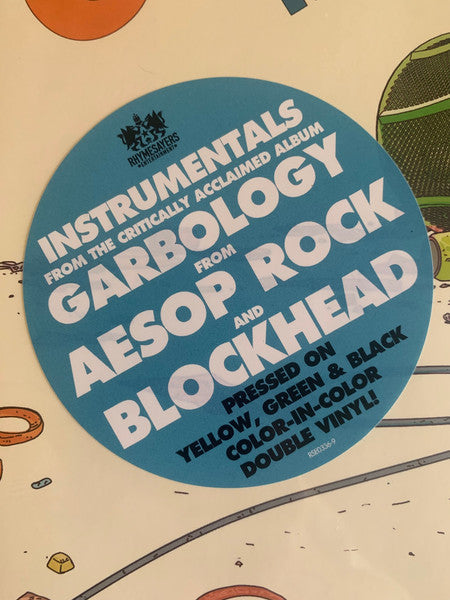 RHYMESAYERS
ENTERTAINMENT
INSTRUMENTALS
FROM THE CRITICALLY ACCLAIMED ALBUM
GARBOLOGY
FROM
AESOP ROCK
AND
BLOCKHEAD
PRESSED ON
YELLOW, GREEN & BLACK
COLOR-IN-COLOR
DOUBLE VINYL!